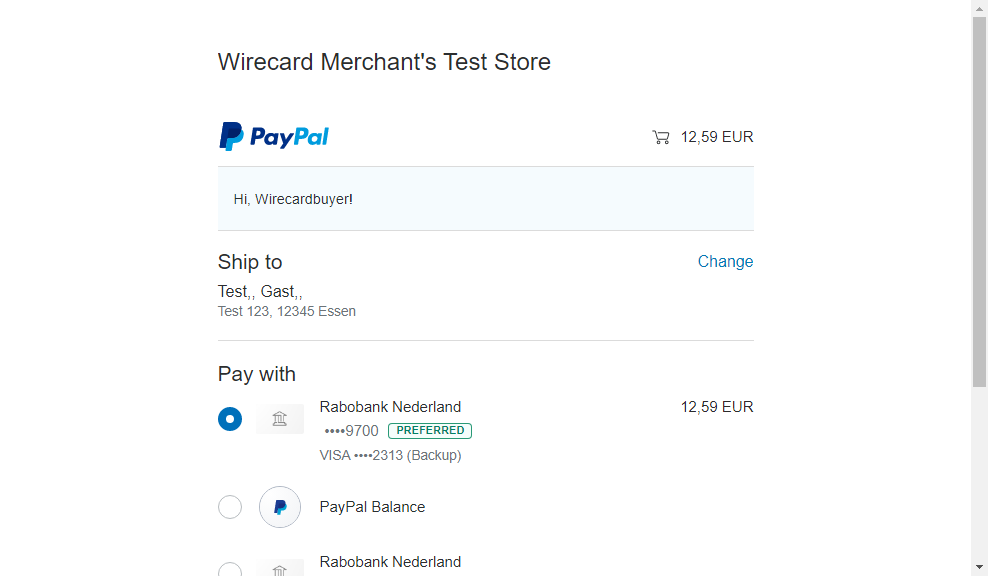 Wirecard Merchant's Test Store
PayPal 12,59 EUR
Hi, Wirecardbuyer!
Ship to Change
Test,, Gast,,
Test 123, 12345 Essen
Pay with
Rabobank Nederland 12,59 EUR
••••9700 PREFERRED
VISA ••••2313 (Backup)
PayPal Balance
Rabobank Nederland